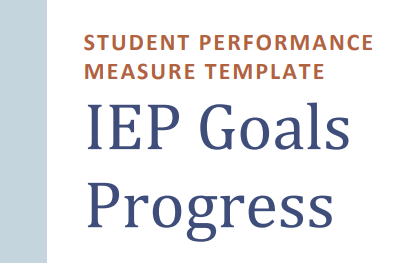 STUDENT PERFORMANCE
MEASURE TEMPLATE
IEP Goals
Progress